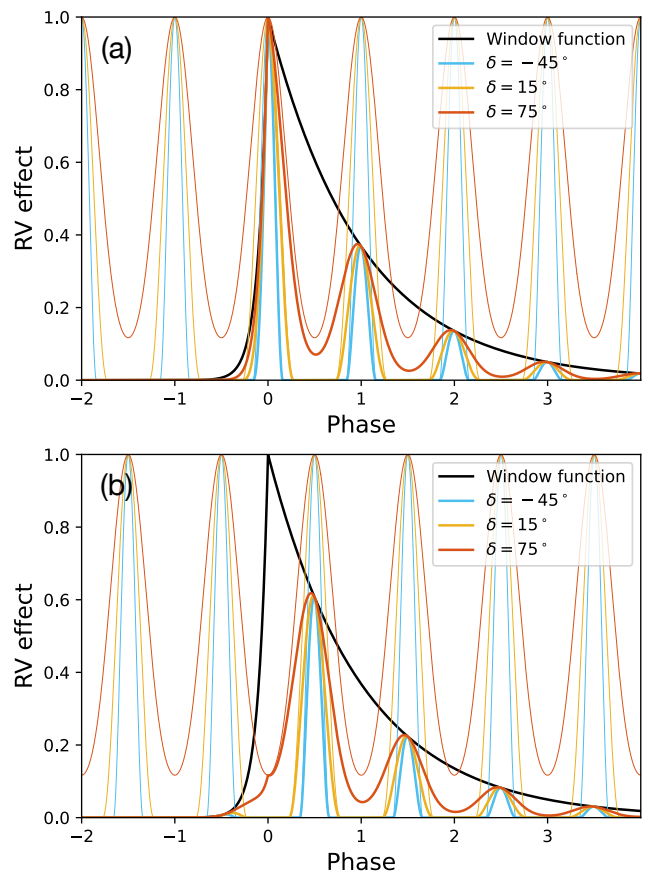 (a)
1.0
0.8
0.6
0.4
0.2
0.0
RV effect
Window function
δ = −45°
δ = 15°
δ = 75°
−2 −1 0 1 2 3
Phase
(b)
1.0
0.8
0.6
0.4
0.2
0.0
RV effect
Window function
δ = −45°
δ = 15°
δ = 75°
−2 −1 0 1 2 3
Phase